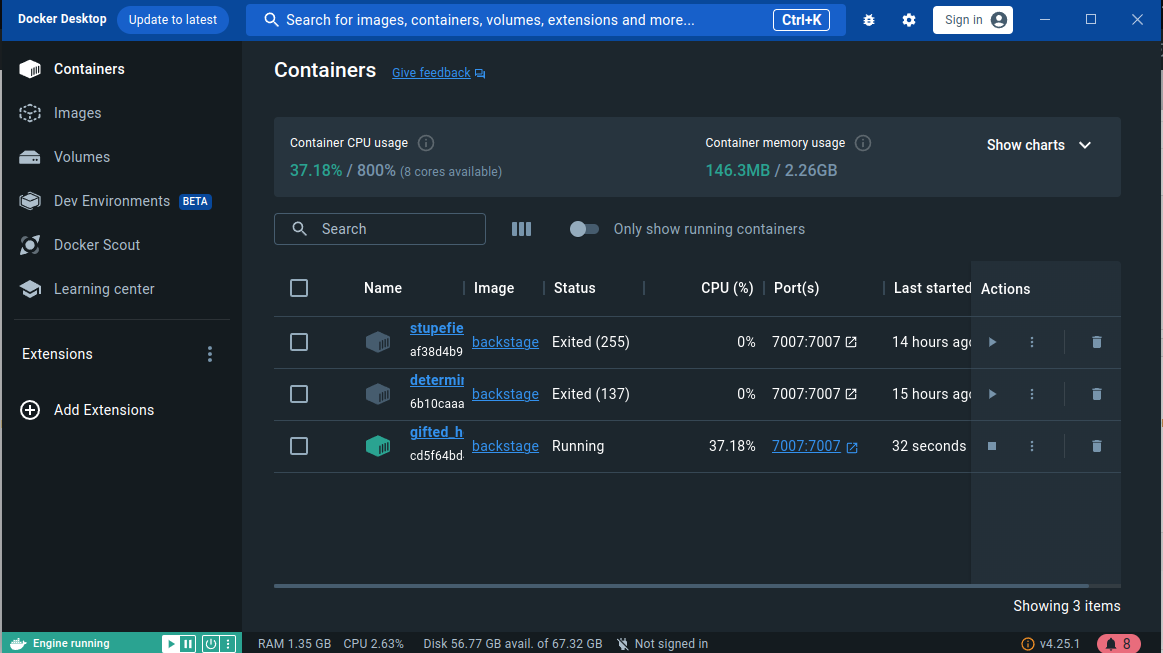 Docker Desktop Update to latest Search for images, containers, volumes, extensions and more... Ctrl+K Sign in
Containers
Images
Volumes
Dev Environments BETA
Docker Scout
Learning center
Extensions
Add Extensions
Containers Give feedback
Container CPU usage
37.18% / 800% (8 cores available)
Container memory usage
146.3MB / 2.26GB
Show charts
Search
Only show running containers
Name Image Status CPU (%) Port(s) Last started Actions
stupefie
af38d4b9
backstage Exited (255) 0% 7007:7007 14 hours ago
determin
6b10caaa
backstage Exited (137) 0% 7007:7007 15 hours ago
gifted_h
cd5f64bd
backstage Running 37.18% 7007:7007 32 seconds
Showing 3 items
Engine running RAM 1.35 GB CPU 2.63% Disk 56.77 GB avail. of 67.32 GB Not signed in v4.25.1 8